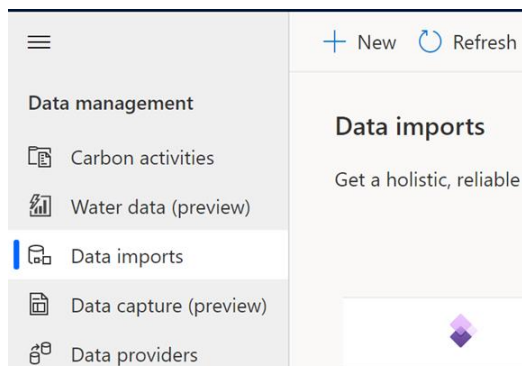 New Refresh
Data management
Carbon activities
Water data (preview)
Data imports
Data capture (preview)
Data providers
Data imports
Get a holistic, reliable